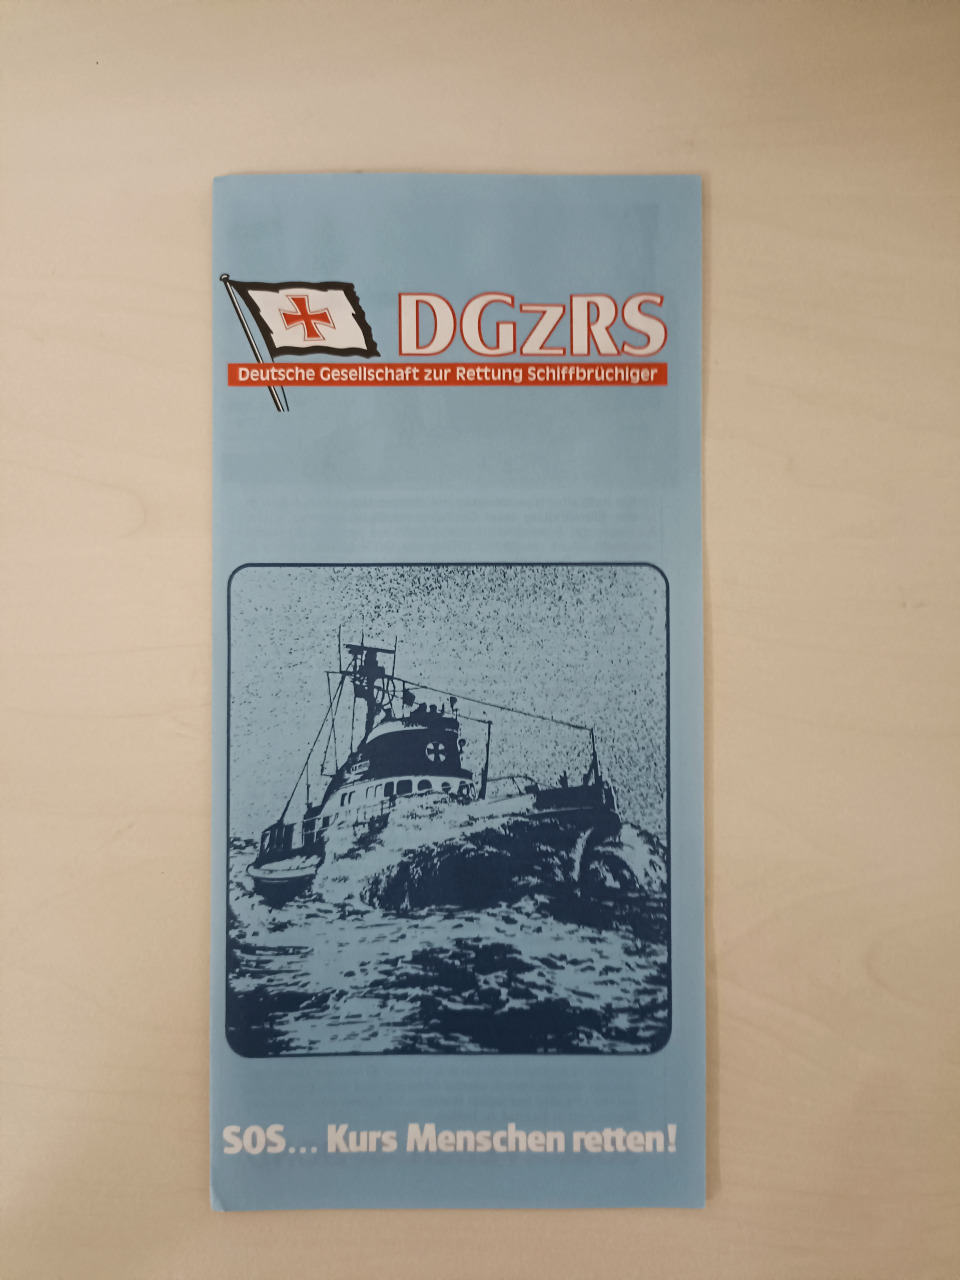 DGzRS
Deutsche Gesellschaft zur Rettung Schiffbrüchiger
SOS... Kurs Menschen retten!